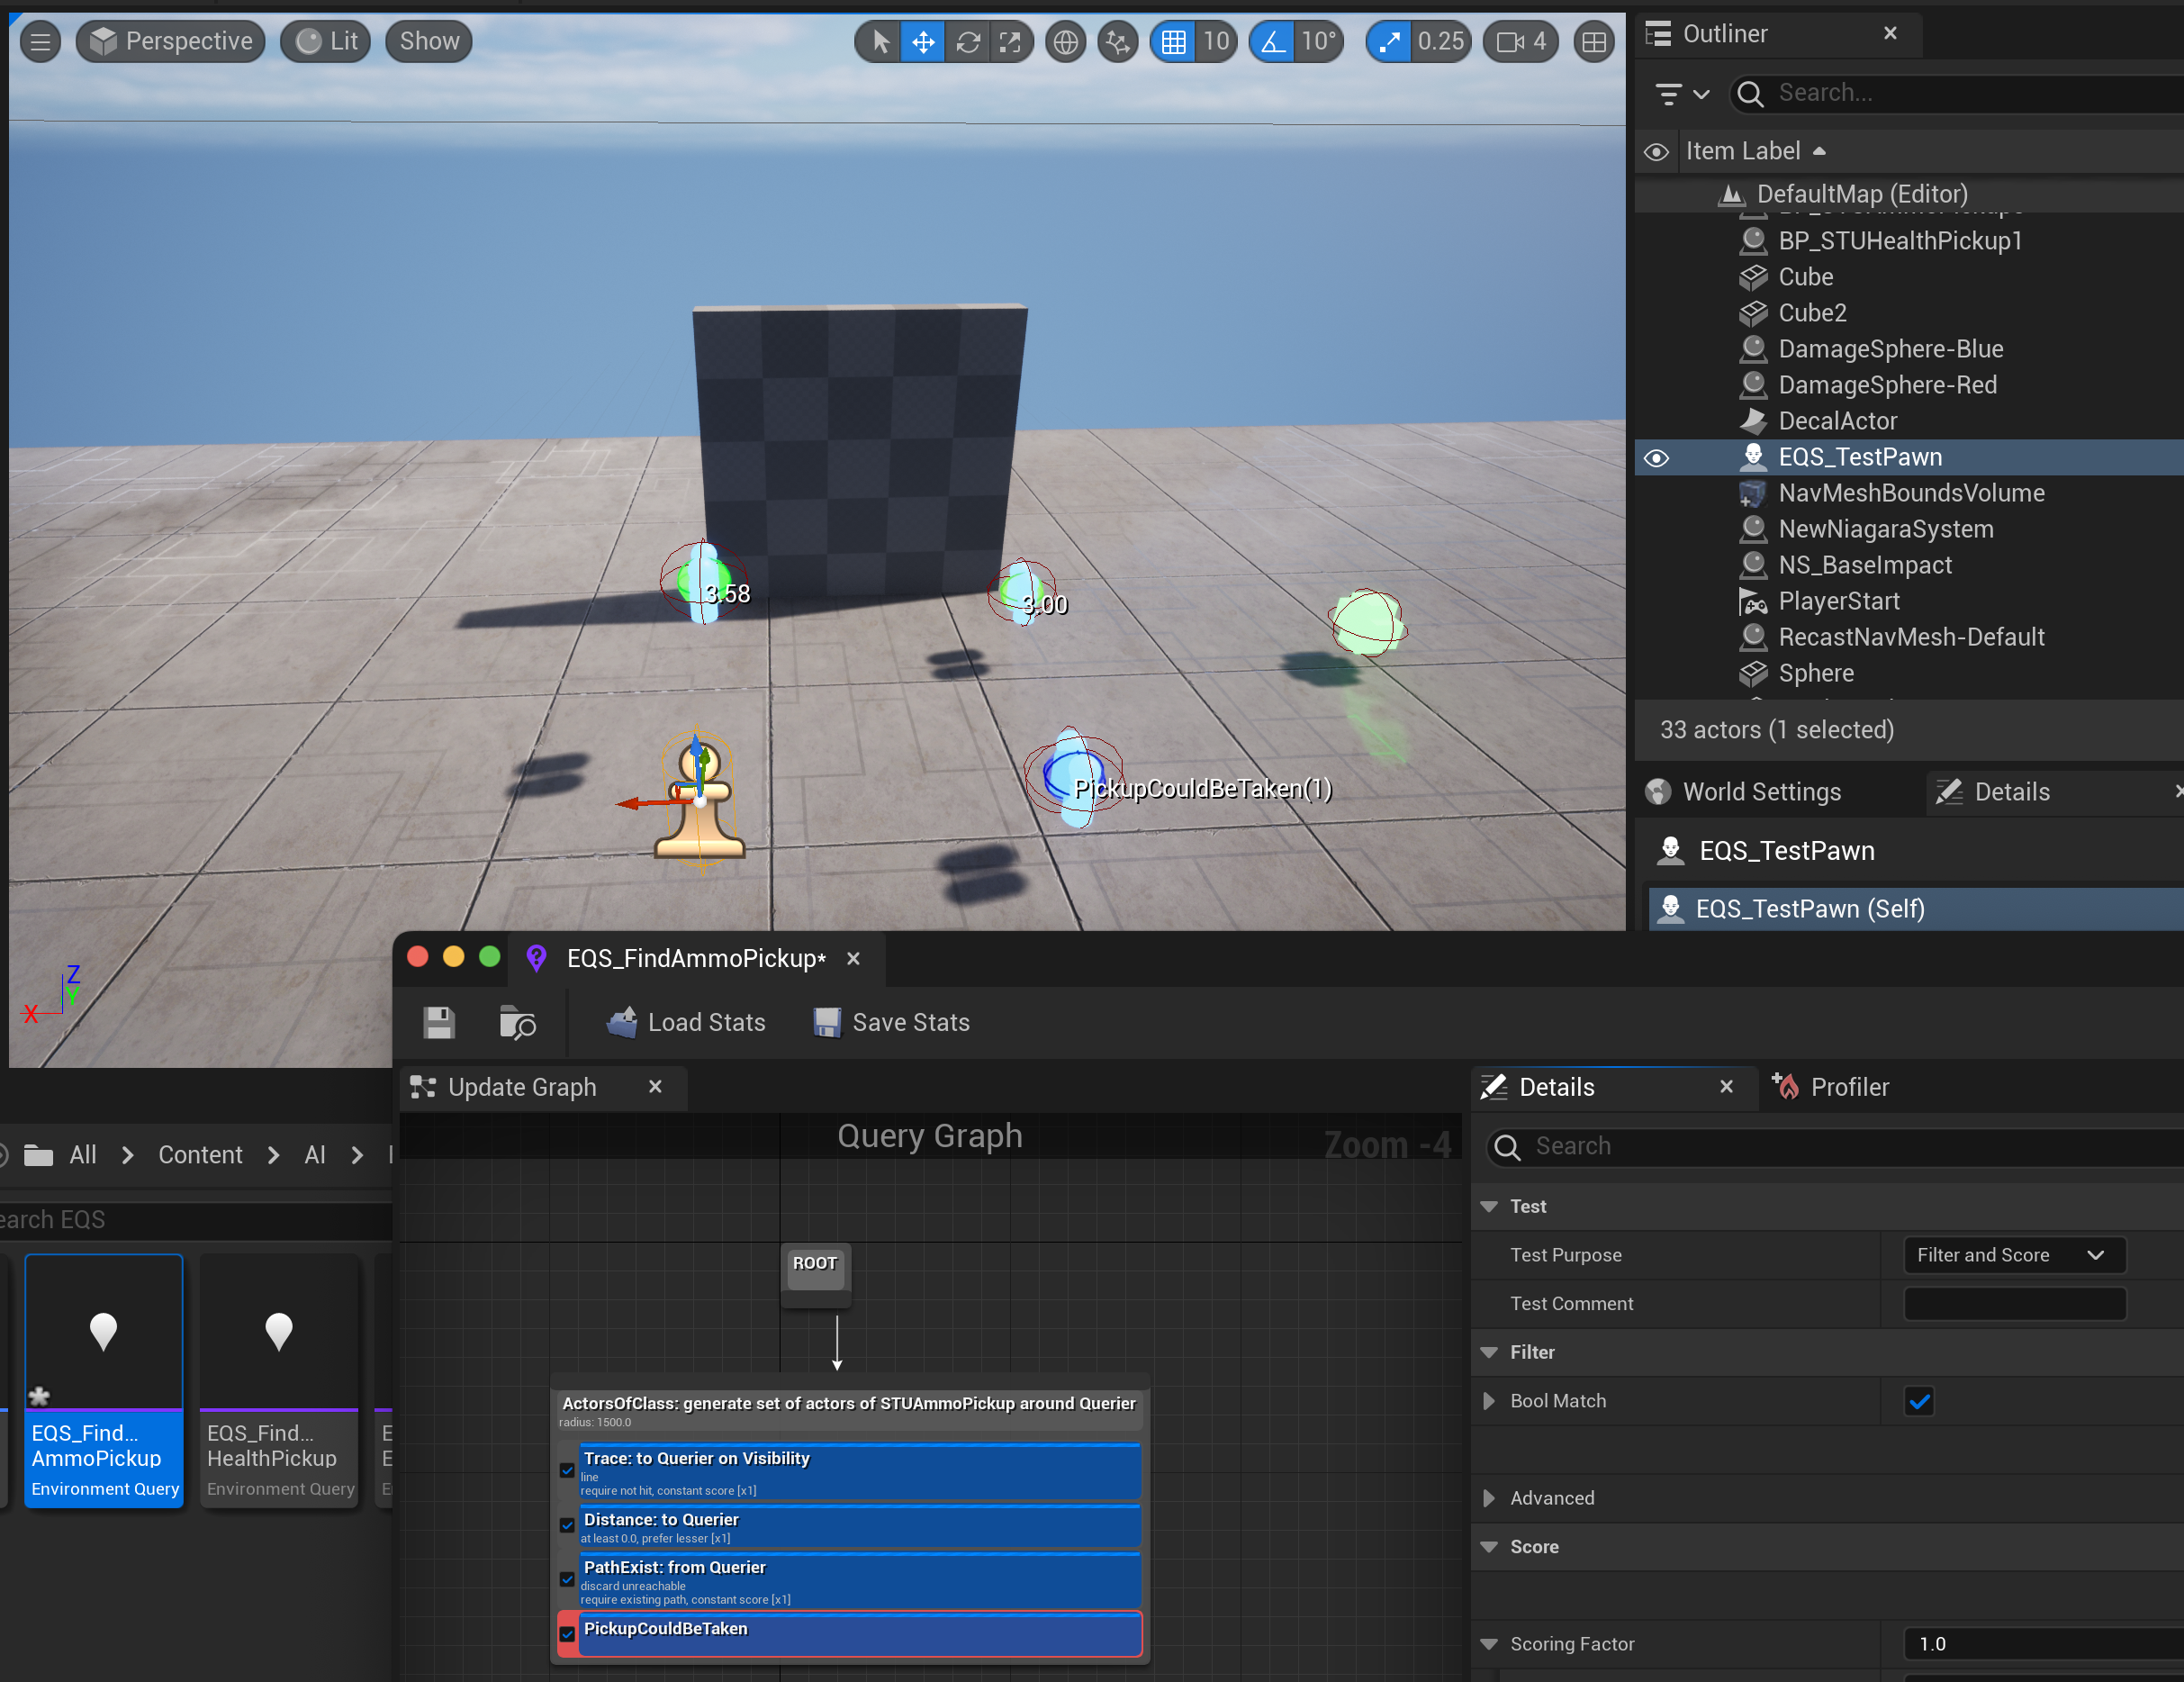 Perspective
Lit
Show
10
10°
0.25
4
Outliner
Search...
Item Label
DefaultMap (Editor)
BP_STUHealthPickup1
Cube
Cube2
DamageSphere-Blue
DamageSphere-Red
DecalActor
EQS_TestPawn
NavMeshBoundsVolume
NewNiagaraSystem
NS_BaseImpact
PlayerStart
RecastNavMesh-Default
Sphere
33 actors (1 selected)
World Settings
Details
EQS_TestPawn
EQS_TestPawn (Self)
3.58
3.00
PickupCouldBeTaken(1)
Z
Y
X
EQS_FindAmmoPickup*
Load Stats
Save Stats
Update Graph
Query Graph
Zoom -4
ROOT
ActorsOfClass: generate set of actors of STUAmmoPickup around Querier
radius: 1500.0
Trace: to Querier on Visibility
line
require not hit, constant score [x1]
Distance: to Querier
at least 0.0, prefer lesser [x1]
PathExist: from Querier
discard unreachable
require existing path, constant score [x1]
PickupCouldBeTaken
Details
Profiler
Search
Test
Test Purpose
Filter and Score
Test Comment
Filter
Bool Match
Advanced
Score
Scoring Factor
1.0
All
Content
AI
earch EQS
EQS_Find...
AmmoPickup
Environment Query
EQS_Find...
HealthPickup
Environment Query